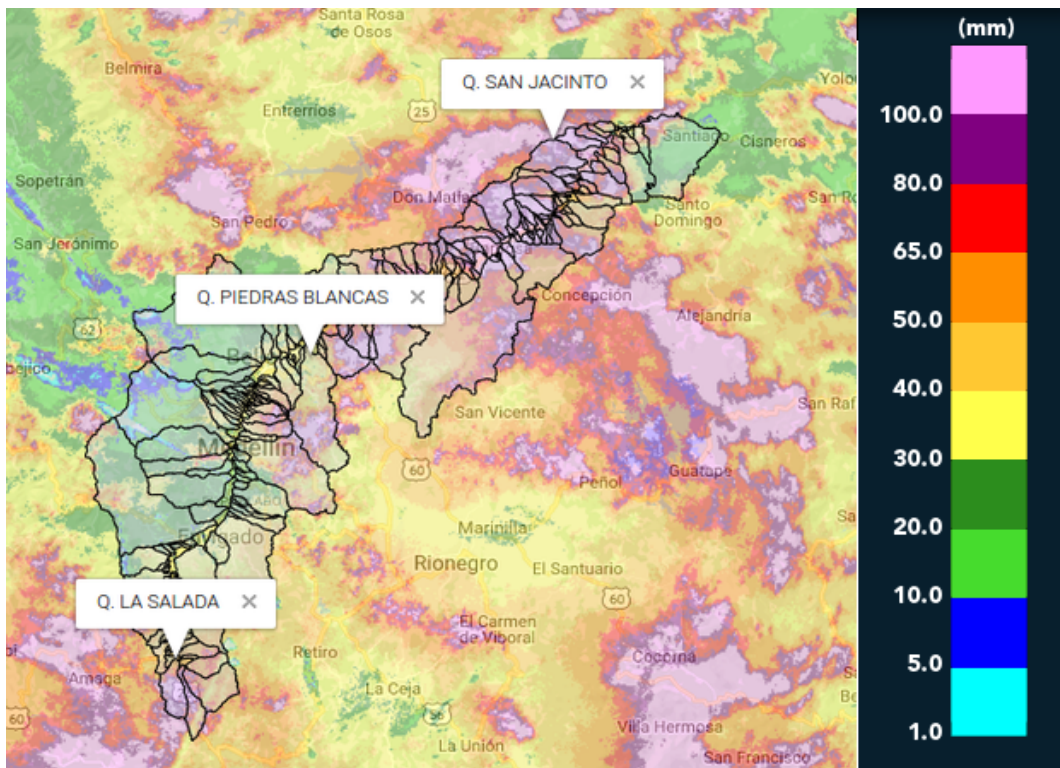 Santa Rosa
de Osos
Belmira
Q. SAN JACINTO ×
Entrerríos
25
Santiago
Cisneros
Sopetrán
Don Matías
San Pedro
Santo
Domingo
San Jerónimo
Q. PIEDRAS BLANCAS ×
Concepción
Alejandría
62
San Vicente
San Raf
Medellín
60
Guatape
Peñol
Marinilla
Envigado
Rionegro
El Santuario
60
Q. LA SALADA ×
El Carmen
de Viboral
Retiro
Cocorná
Amagá
La Ceja
60
56
La Unión
Villa Hermosa
San Francisco
(mm)
100.0
80.0
65.0
50.0
40.0
30.0
20.0
10.0
5.0
1.0